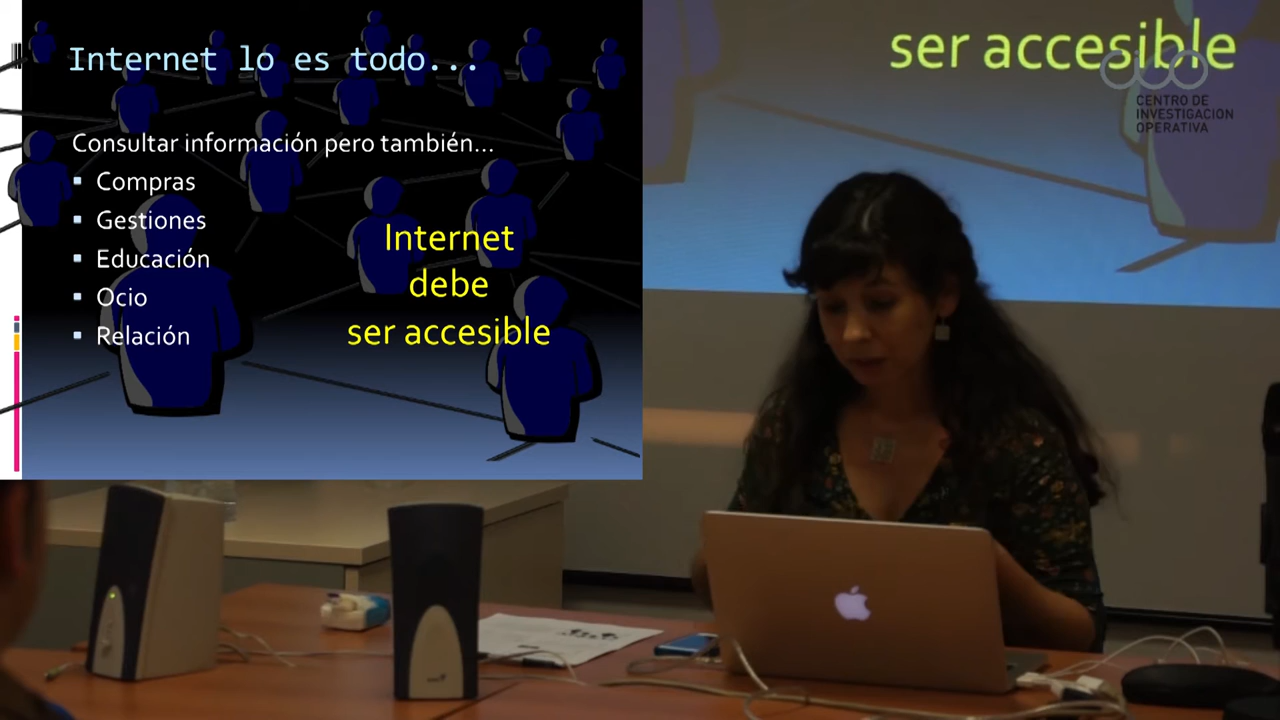 Internet lo es todo...
Consultar información pero también...
Compras
Gestiones
Educación
Ocio
Relación
Internet
debe
ser accesible
ser accesible
CENTRO DE
INVESTIGACION
OPERATIVA